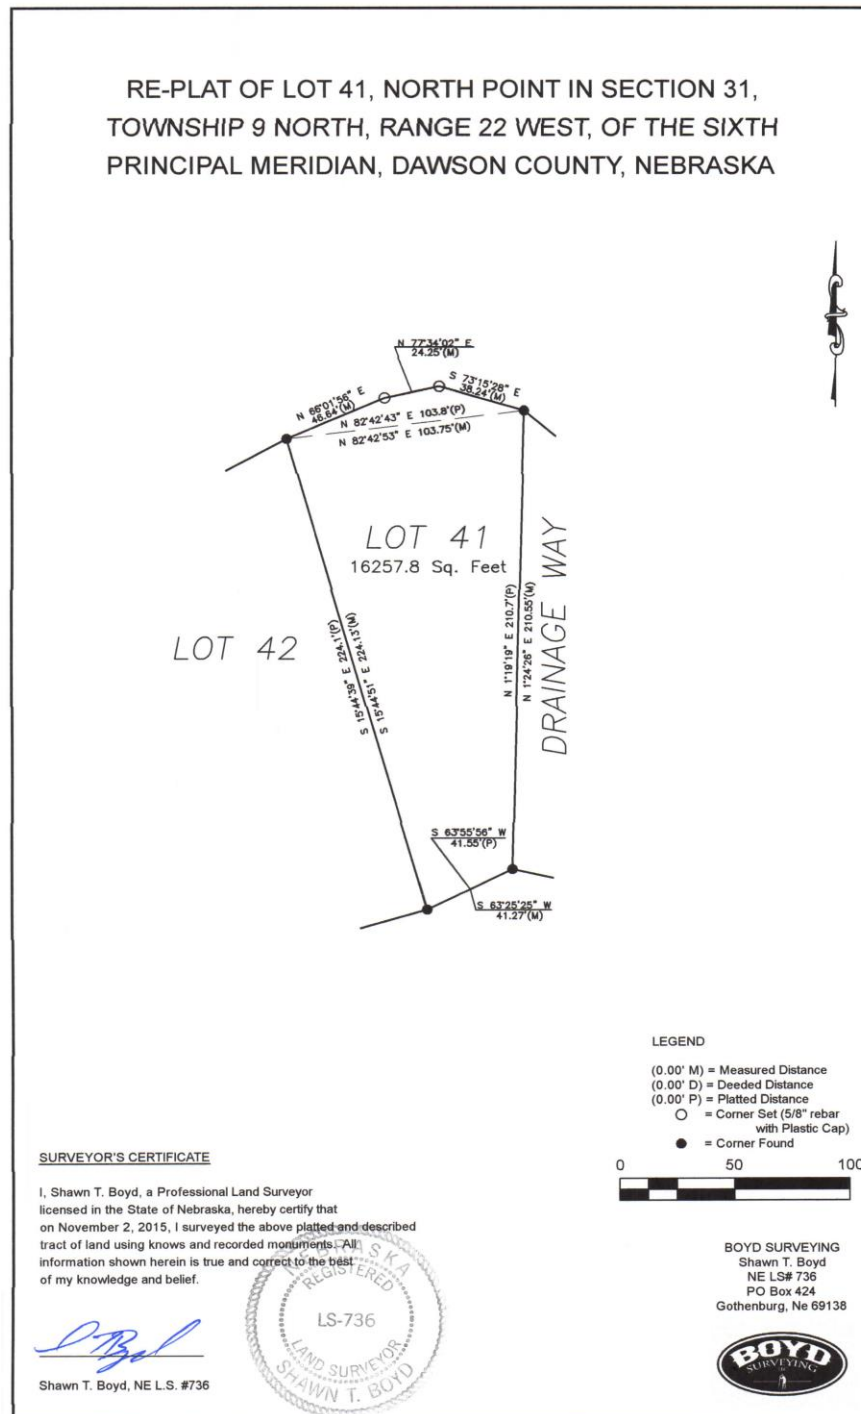 RE-PLAT OF LOT 41, NORTH POINT IN SECTION 31,
TOWNSHIP 9 NORTH, RANGE 22 WEST, OF THE SIXTH
PRINCIPAL MERIDIAN, DAWSON COUNTY, NEBRASKA
N 77°34'02" E
24.25'(M)
N 66°01'56" E
46.64'(M)
S 73°15'28" E
38.24'(M)
N 82°42'43" E 103.8'(P)
N 82°42'53" E 103.75'(M)
LOT 41
16257.8 Sq. Feet
LOT 42
S 15°44'39" E 224.1'(P)
S 15°44'51" E 224.13'(M)
N 1°19'19" E 210.7'(P)
N 1°24'26" E 210.55'(M)
DRAINAGE WAY
S 63°55'56" W
41.55'(P)
S 63°25'25" W
41.27'(M)
LEGEND
(0.00' M) = Measured Distance
(0.00' D) = Deeded Distance
(0.00' P) = Platted Distance
= Corner Set (5/8" rebar
with Plastic Cap)
= Corner Found
0 50 100
SURVEYOR'S CERTIFICATE
I, Shawn T. Boyd, a Professional Land Surveyor
licensed in the State of Nebraska, hereby certify that
on November 2, 2015, I surveyed the above platted and described
tract of land using knows and recorded monuments. All
information shown herein is true and correct to the best
of my knowledge and belief.
Shawn T. Boyd, NE L.S. #736
NEBRASKA
REGISTERED
LS-736
LAND SURVEYOR
SHAWN T. BOYD
BOYD SURVEYING
Shawn T. Boyd
NE LS# 736
PO Box 424
Gothenburg, Ne 69138
BOYD
SURVEYING